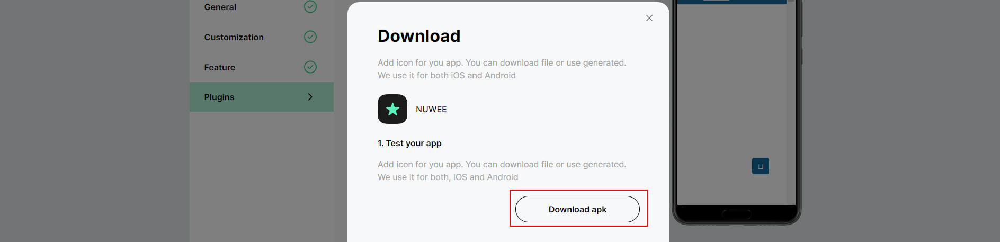 General
Customization
Feature
Plugins
Download
Add icon for you app. You can download file or use generated.
We use it for both iOS and Android
NUWEE
1. Test your app
Add icon for you app. You can download file or use generated.
We use it for both, iOS and Android
Download apk